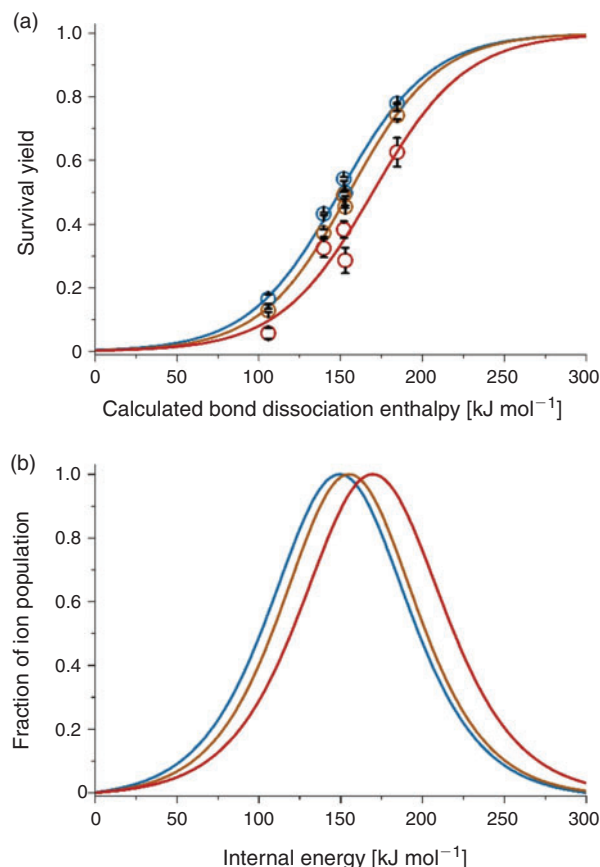 (a)
1.0
0.8
0.6
0.4
0.2
0
Survival yield
0 50 100 150 200 250 300
Calculated bond dissociation enthalpy [kJ mol−1]
(b)
1.0
0.8
0.6
0.4
0.2
0
Fraction of ion population
0 50 100 150 200 250 300
Internal energy [kJ mol−1]